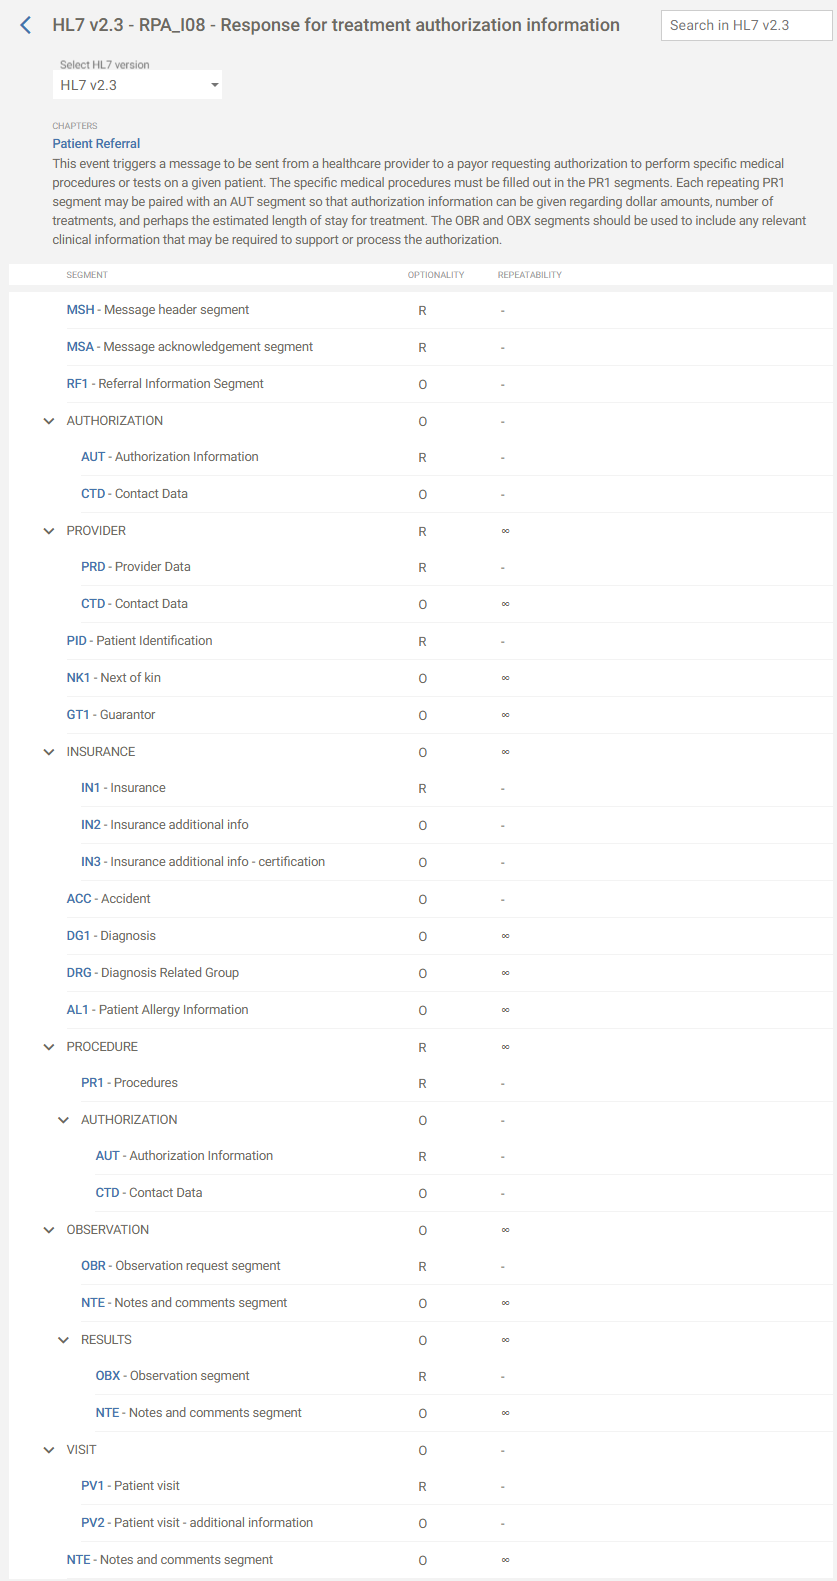 HL7 v2.3 - RPA_I08 - Response for treatment authorization information
Search in HL7 v2.3
Select HL7 version
HL7 v2.3
CHAPTERS
Patient Referral
This event triggers a message to be sent from a healthcare provider to a payor requesting authorization to perform specific medical
procedures or tests on a given patient. The specific medical procedures must be filled out in the PR1 segments. Each repeating PR1
segment may be paired with an AUT segment so that authorization information can be given regarding dollar amounts, number of
treatments, and perhaps the estimated length of stay for treatment. The OBR and OBX segments should be used to include any relevant
clinical information that may be required to support or process the authorization.
SEGMENT OPTIONALITY REPEATABILITY
MSH - Message header segment R -
MSA - Message acknowledgement segment R -
RF1 - Referral Information Segment O -
AUTHORIZATION O -
AUT - Authorization Information R -
CTD - Contact Data O -
PROVIDER R ∞
PRD - Provider Data R -
CTD - Contact Data O ∞
PID - Patient Identification R -
NK1 - Next of kin O ∞
GT1 - Guarantor O ∞
INSURANCE O ∞
IN1 - Insurance R -
IN2 - Insurance additional info O -
IN3 - Insurance additional info - certification O -
ACC - Accident O -
DG1 - Diagnosis O ∞
DRG - Diagnosis Related Group O ∞
AL1 - Patient Allergy Information O ∞
PROCEDURE R ∞
PR1 - Procedures R -
AUTHORIZATION O -
AUT - Authorization Information R -
CTD - Contact Data O -
OBSERVATION O ∞
OBR - Observation request segment R -
NTE - Notes and comments segment O ∞
RESULTS O ∞
OBX - Observation segment R -
NTE - Notes and comments segment O ∞
VISIT O -
PV1 - Patient visit R -
PV2 - Patient visit - additional information O -
NTE - Notes and comments segment O ∞